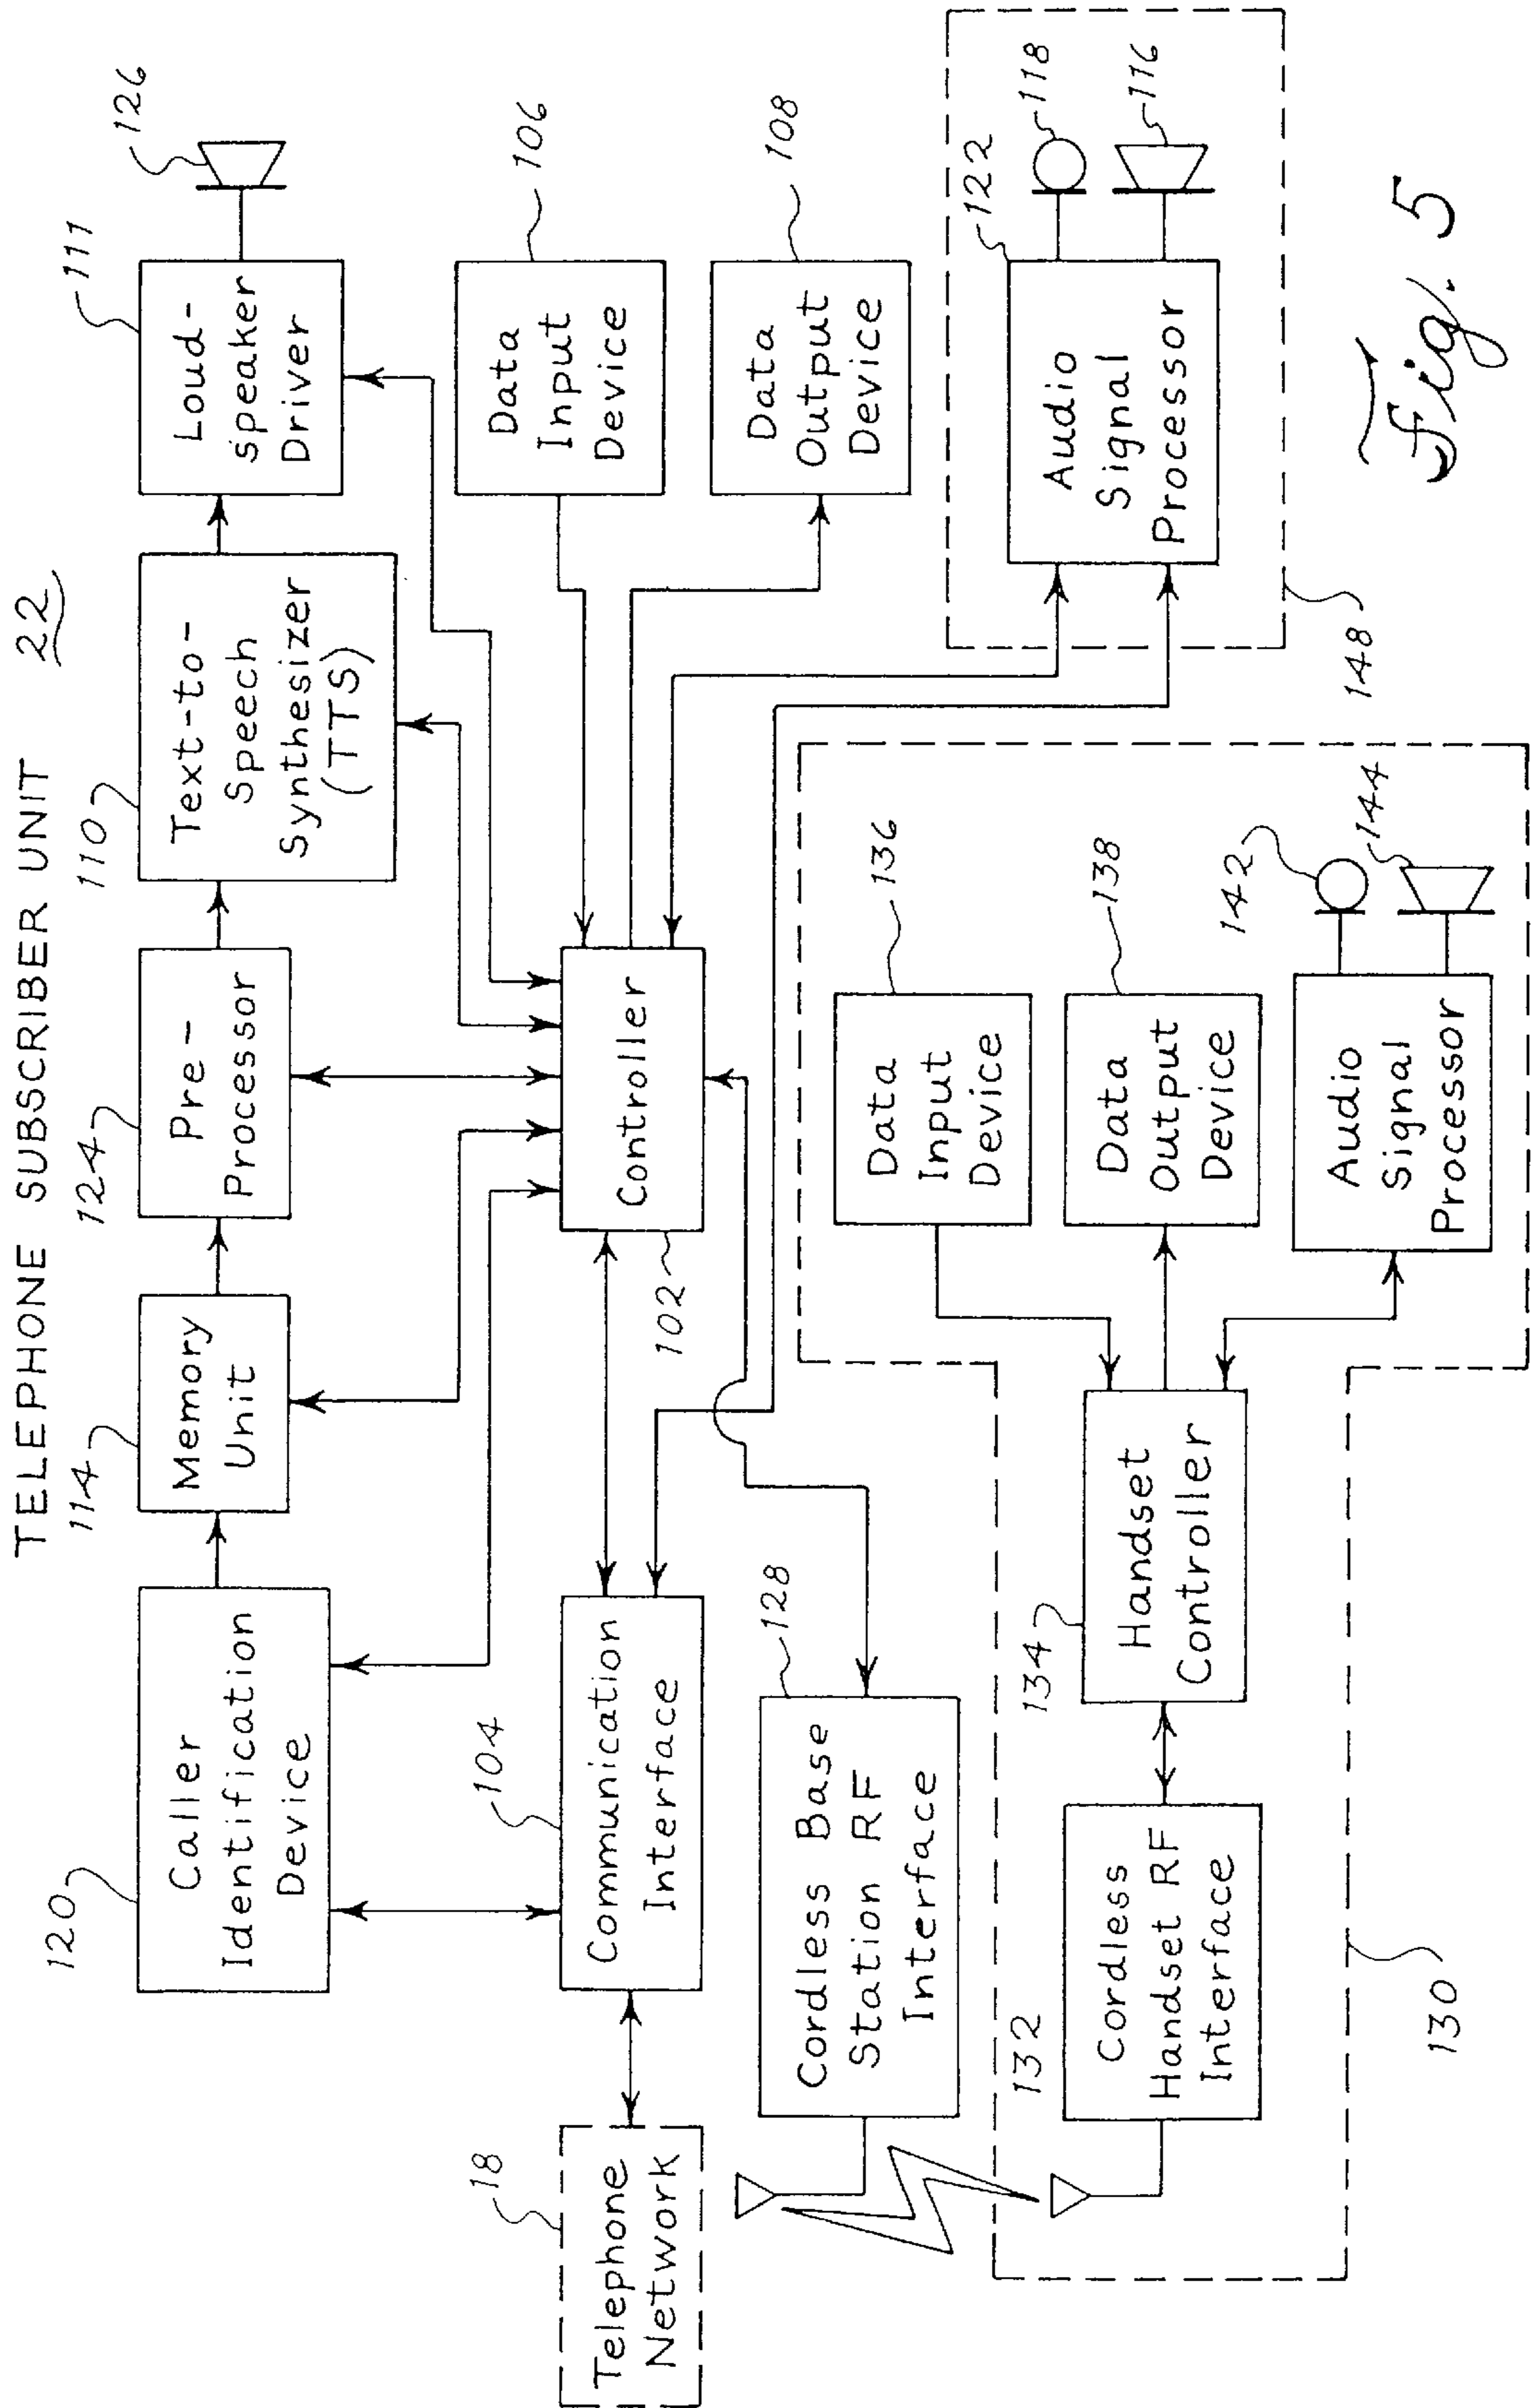 TELEPHONE SUBSCRIBER UNIT 22
120
Caller
Identification
Device
114
Memory
Unit
124
Pre-
Processor
110
Text-to-
Speech
Synthesizer
(TTS)
111
Loud-
speaker
Driver
126
18
Telephone
Network
104
Communication
Interface
102
Controller
Data
Input
Device
106
Data
Output
Device
108
128
Cordless Base
Station RF
Interface
132
Cordless
Handset RF
Interface
134
Handset
Controller
Data
Input
Device
136
Data
Output
Device
138
Audio
Signal
Processor
142
144
130
148
Audio
Signal
Processor
122
118
116
Fig. 5